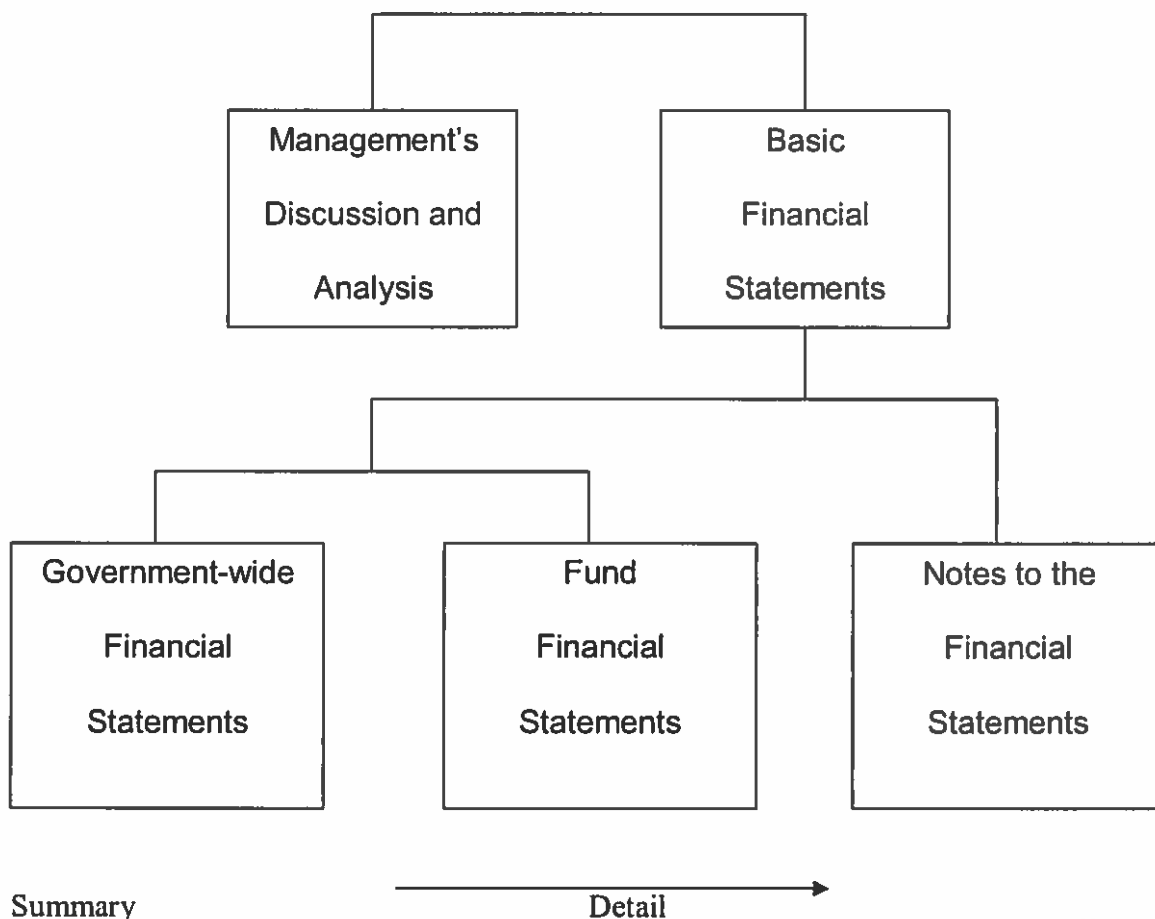 Management's
Discussion and
Analysis
Basic
Financial
Statements
Government-wide
Financial
Statements
Fund
Financial
Statements
Notes to the
Financial
Statements
Summary
Detail